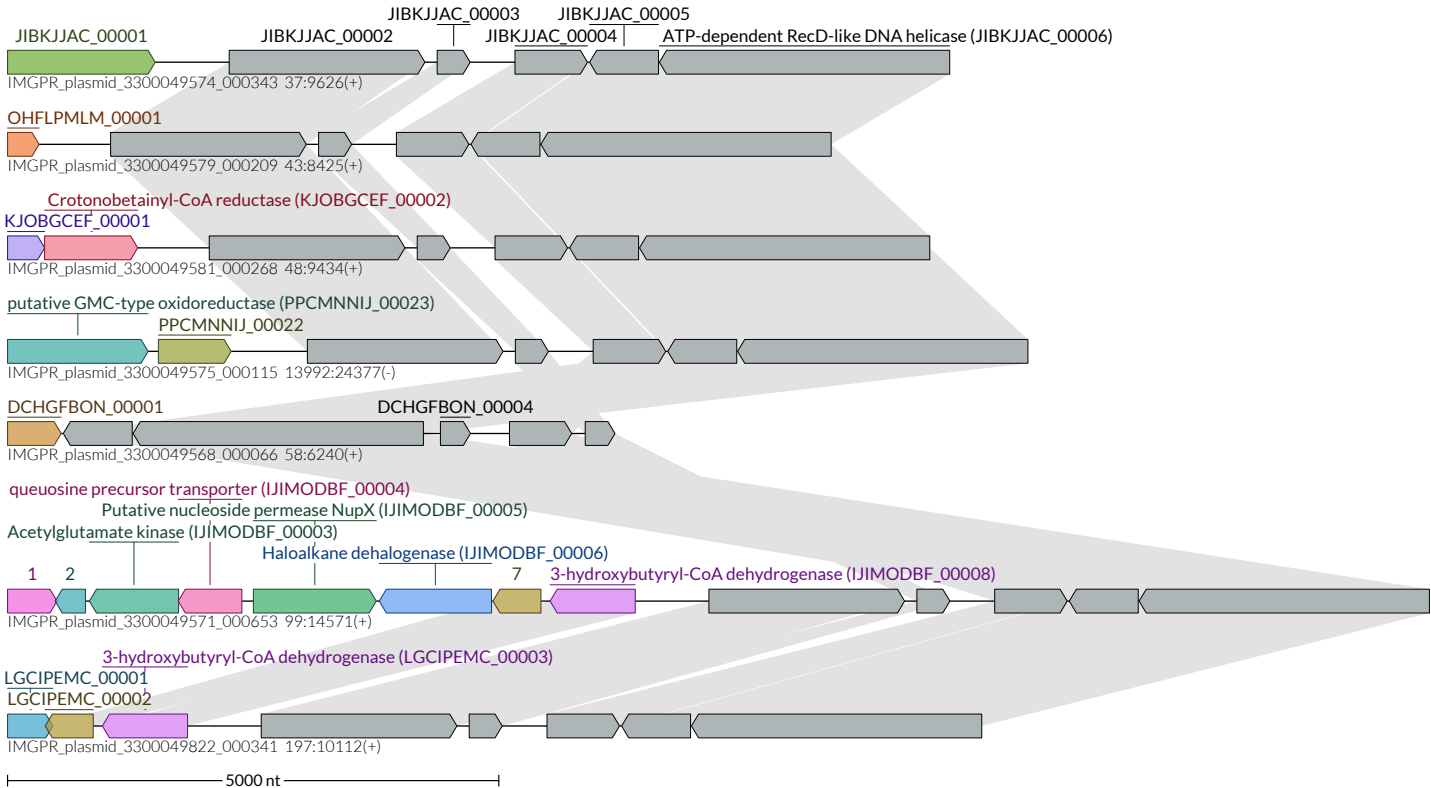 JIBKJJAC_00003 JIBKJJAC_00005
JIBKJJAC_00001 JIBKJJAC_00002 JIBKJJAC_00004 ATP-dependent RecD-like DNA helicase (JIBKJJAC_00006)
IMGPR_plasmid_3300049574_000343 37:9626(+)
OHFLPMLM_00001
IMGPR_plasmid_3300049579_000209 43:8425(+)
Crotonobetainyl-CoA reductase (KJOBGCEF_00002)
KJOBGCEF_00001
IMGPR_plasmid_3300049581_000268 48:9434(+)
putative GMC-type oxidoreductase (PPCMNNIJ_00023)
PPCMNNIJ_00022
IMGPR_plasmid_3300049575_000115 13992:24377(-)
DCHGFBON_00001 DCHGFBON_00004
IMGPR_plasmid_3300049568_000066 58:6240(+)
queuosine precursor transporter (IJIMODBF_00004)
Putative nucleoside permease NupX (IJIMODBF_00005)
Acetylglutamate kinase (IJIMODBF_00003)
Haloalkane dehalogenase (IJIMODBF_00006)
1 2 7 3-hydroxybutyryl-CoA dehydrogenase (IJIMODBF_00008)
IMGPR_plasmid_3300049571_000653 99:14571(+)
3-hydroxybutyryl-CoA dehydrogenase (LGCIPEMC_00003)
LGCIPEMC_00001
LGCIPEMC_00002
IMGPR_plasmid_3300049822_000341 197:10112(+)
5000 nt